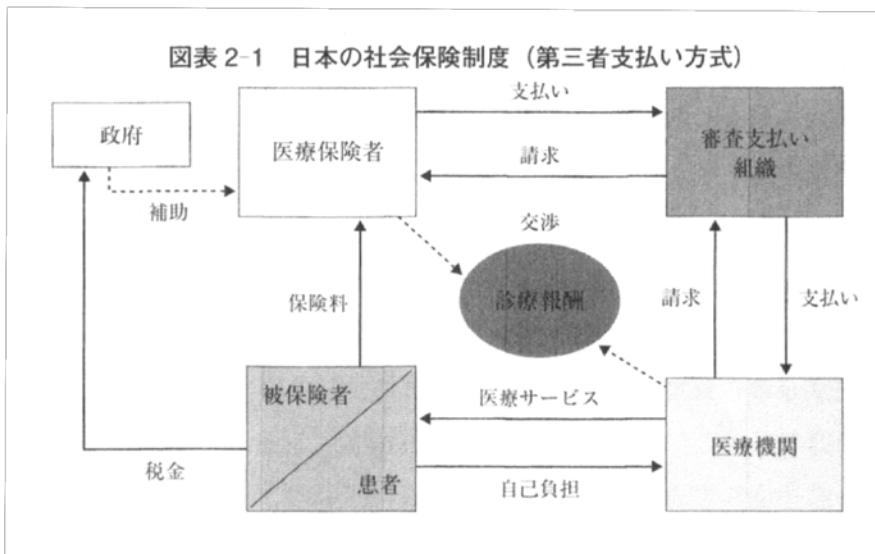 図表 2-1 日本の社会保険制度（第三者支払い方式）
政府
医療保険者
支払い
請求
審査支払い
組織
補助
交渉
保険料
診療報酬
請求
支払い
被保険者
患者
医療サービス
医療機関
税金
自己負担